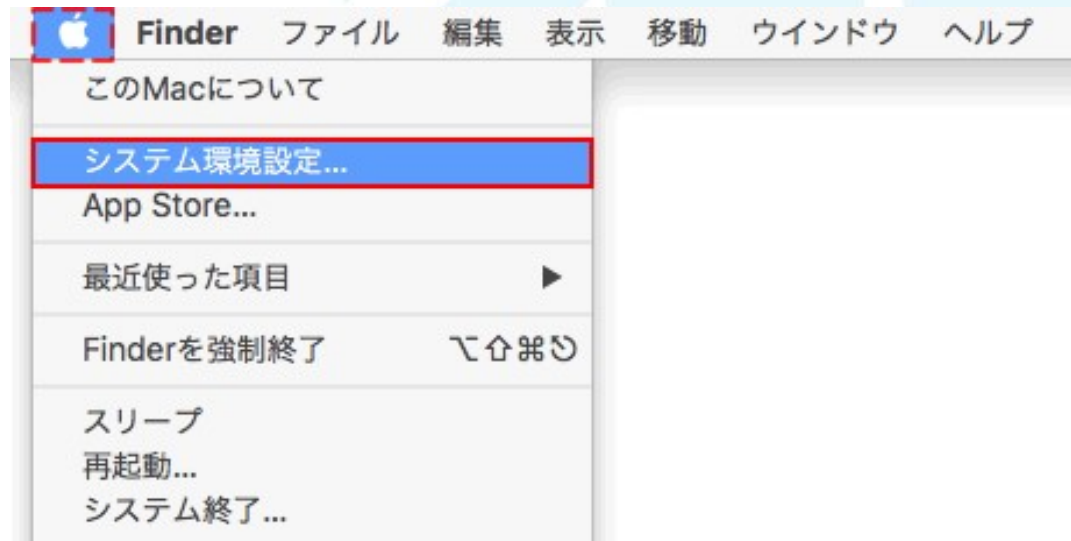 Finder ファイル 編集 表示 移動 ウインドウ ヘルプ
このMacについて
システム環境設定...
App Store...
最近使った項目 ▶
Finderを強制終了 ⌥⇧⌘⎋
スリープ
再起動...
システム終了...